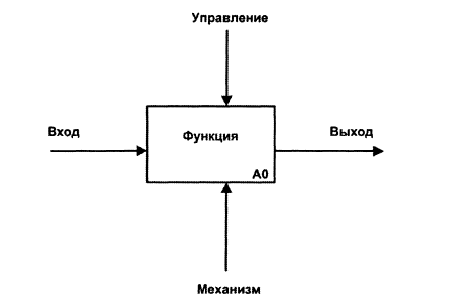 Управление
Вход
Функция
Выход
A0
Механизм